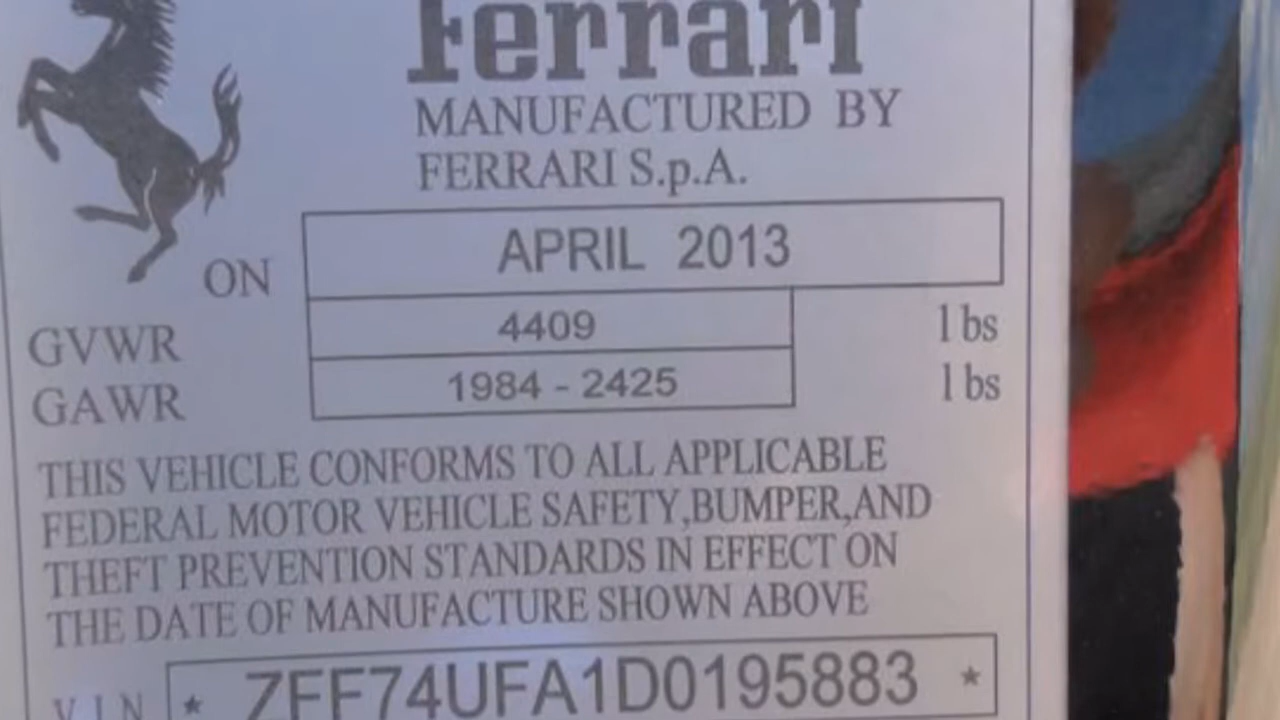 Ferrari
MANUFACTURED BY
FERRARI S.p.A.
ON APRIL 2013
GVWR 4409 lbs
GAWR 1984 - 2425 lbs
THIS VEHICLE CONFORMS TO ALL APPLICABLE
FEDERAL MOTOR VEHICLE SAFETY,BUMPER,AND
THEFT PREVENTION STANDARDS IN EFFECT ON
THE DATE OF MANUFACTURE SHOWN ABOVE
V.I.N * ZFF74UFA1D0195883 *